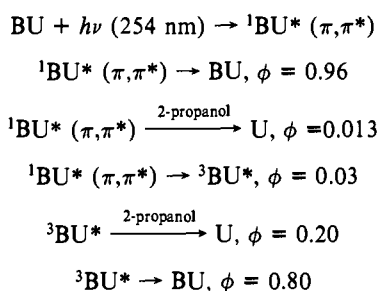 BU + hν (254 nm) → ¹BU* (π,π*)
¹BU* (π,π*) → BU, ϕ = 0.96
2-propanol
¹BU* (π,π*) ⟶ U, ϕ =0.013
¹BU* (π,π*) → ³BU*, ϕ = 0.03
2-propanol
³BU* ⟶ U, ϕ = 0.20
³BU* → BU, ϕ = 0.80